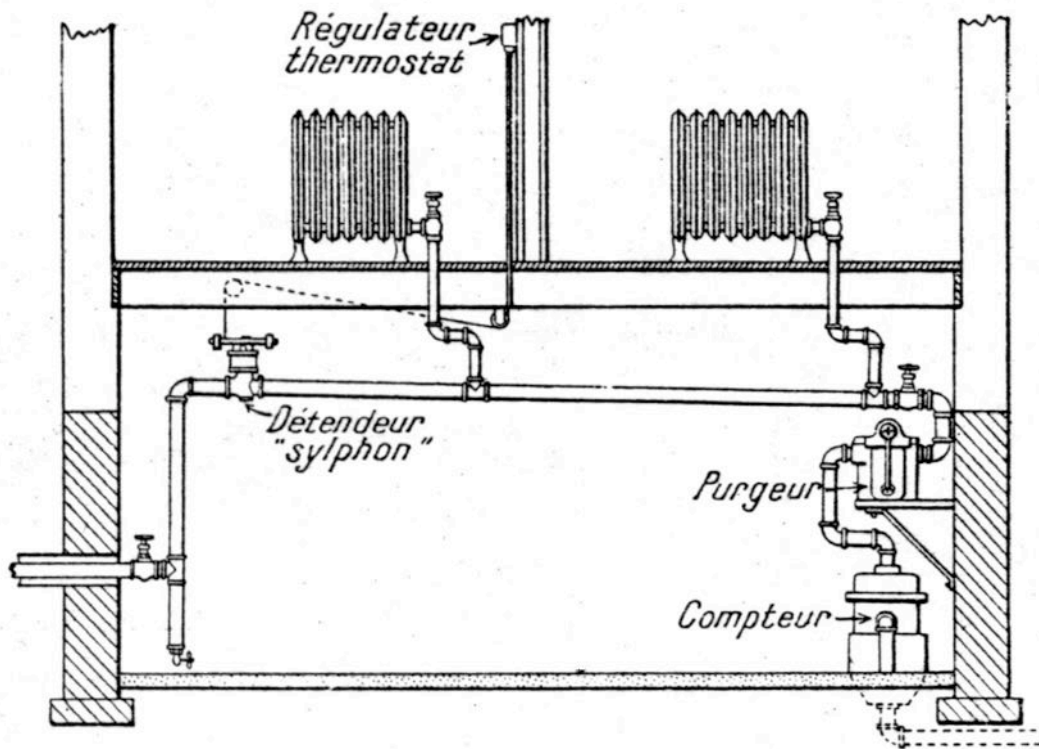 Régulateur
thermostat
Détendeur
"sylphon"
Purgeur
Compteur